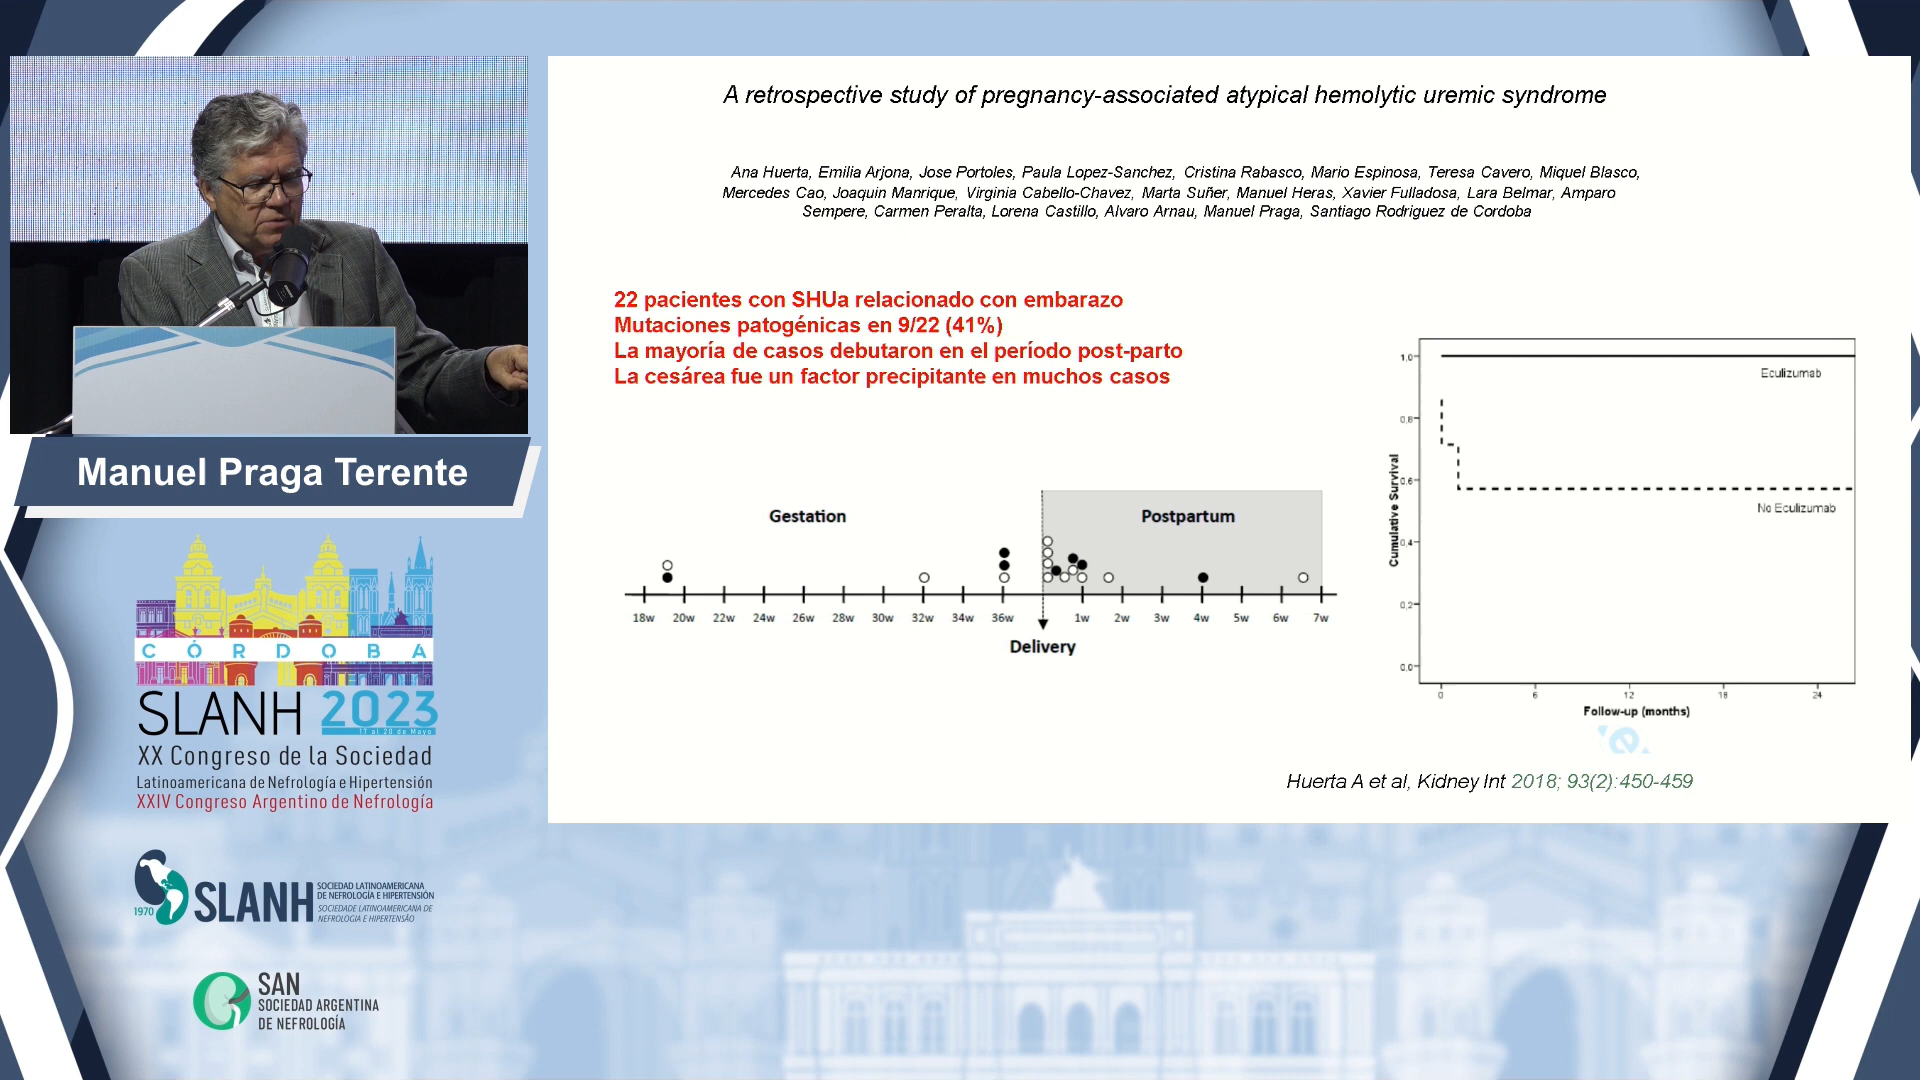 A retrospective study of pregnancy-associated atypical hemolytic uremic syndrome
Ana Huerta, Emilia Arjona, Jose Portoles, Paula Lopez-Sanchez, Cristina Rabasco, Mario Espinosa, Teresa Cavero, Miquel Blasco,
Mercedes Cao, Joaquin Manrique, Virginia Cabello-Chavez, Marta Suñer, Manuel Heras, Xavier Fulladosa, Lara Belmar, Amparo
Sempere, Carmen Peralta, Lorena Castillo, Alvaro Arnau, Manuel Praga, Santiago Rodriguez de Cordoba
22 pacientes con SHUa relacionado con embarazo
Mutaciones patogénicas en 9/22 (41%)
La mayoría de casos debutaron en el período post-parto
La cesárea fue un factor precipitante en muchos casos
Gestation
Postpartum
18w 20w 22w 24w 26w 28w 30w 32w 34w 36w 1w 2w 3w 4w 5w 6w 7w
Delivery
Cumulative Survival
1,0
0,8
0,6
0,4
0,2
0,0
Eculizumab
No Eculizumab
0 6 12 18 24
Follow-up (months)
Huerta A et al, Kidney Int 2018; 93(2):450-459
Manuel Praga Terente
CÓRDOBA
SLANH 2023
17 al 20 de Mayo
XX Congreso de la Sociedad
Latinoamericana de Nefrología e Hipertensión
XXIV Congreso Argentino de Nefrología
1970
SLANH
SOCIEDAD LATINOAMERICANA
DE NEFROLOGÍA E HIPERTENSIÓN
SOCIEDADE LATINOAMERICANA DE
NEFROLOGIA E HIPERTENSÃO
SAN
SOCIEDAD ARGENTINA
DE NEFROLOGÍA